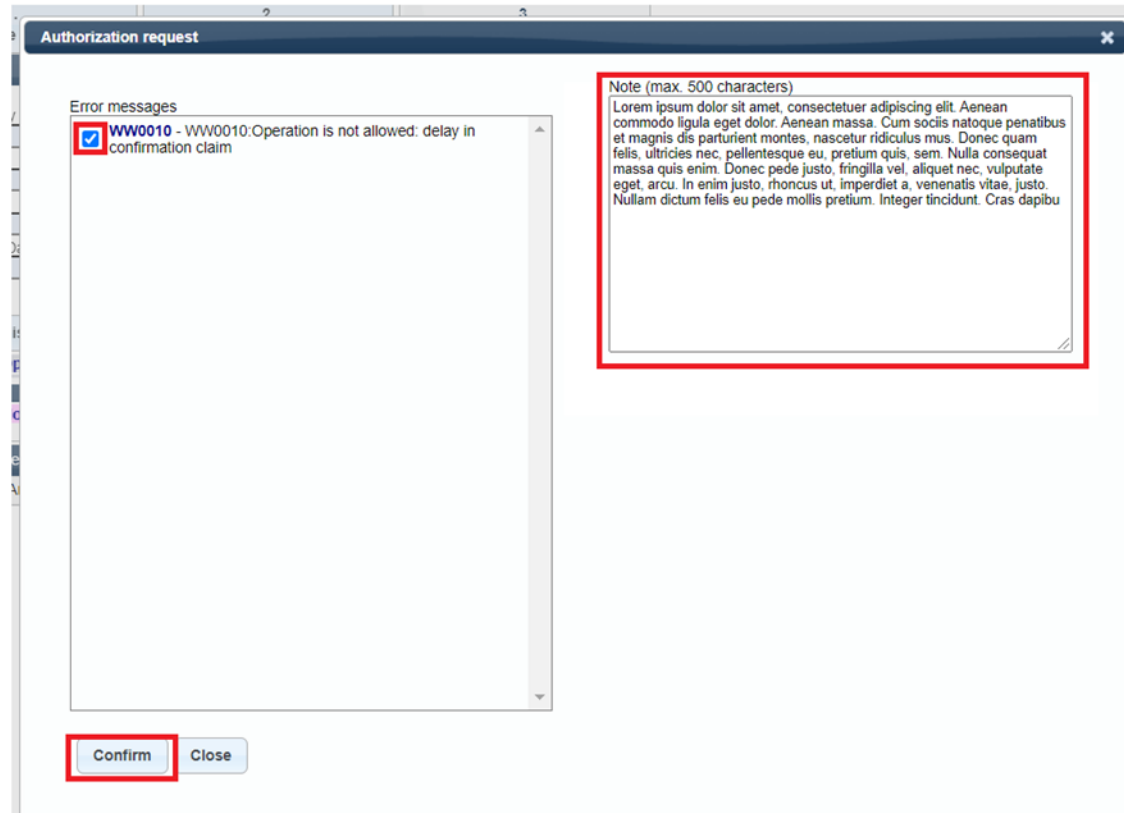 2
3
Authorization request
Error messages
WW0010 - WW0010:Operation is not allowed: delay in
confirmation claim
Note (max. 500 characters)
Lorem ipsum dolor sit amet, consectetuer adipiscing elit. Aenean
commodo ligula eget dolor. Aenean massa. Cum sociis natoque penatibus
et magnis dis parturient montes, nascetur ridiculus mus. Donec quam
felis, ultricies nec, pellentesque eu, pretium quis, sem. Nulla consequat
massa quis enim. Donec pede justo, fringilla vel, aliquet nec, vulputate
eget, arcu. In enim justo, rhoncus ut, imperdiet a, venenatis vitae, justo.
Nullam dictum felis eu pede mollis pretium. Integer tincidunt. Cras dapibu
Confirm
Close